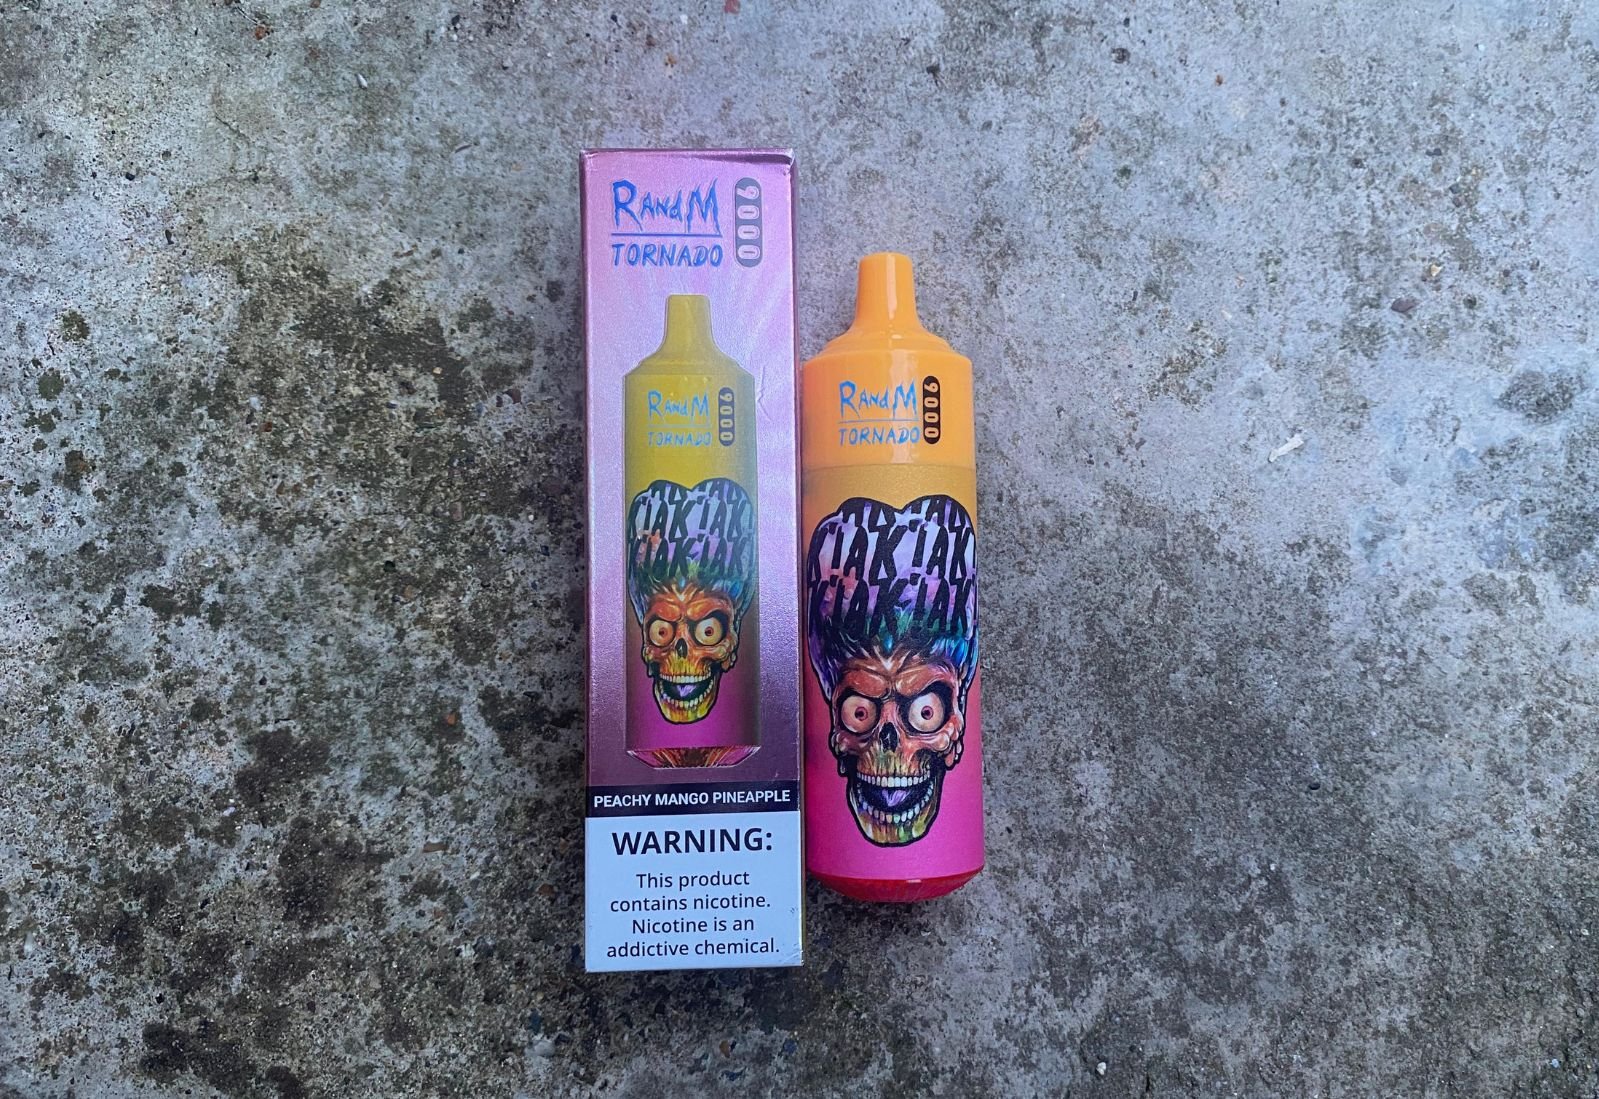 RandM
TORNADO
9000
RandM
TORNADO
9000
PEACHY MANGO PINEAPPLE
WARNING:
This product
contains nicotine.
Nicotine is an
addictive chemical.
RandM
TORNADO
9000